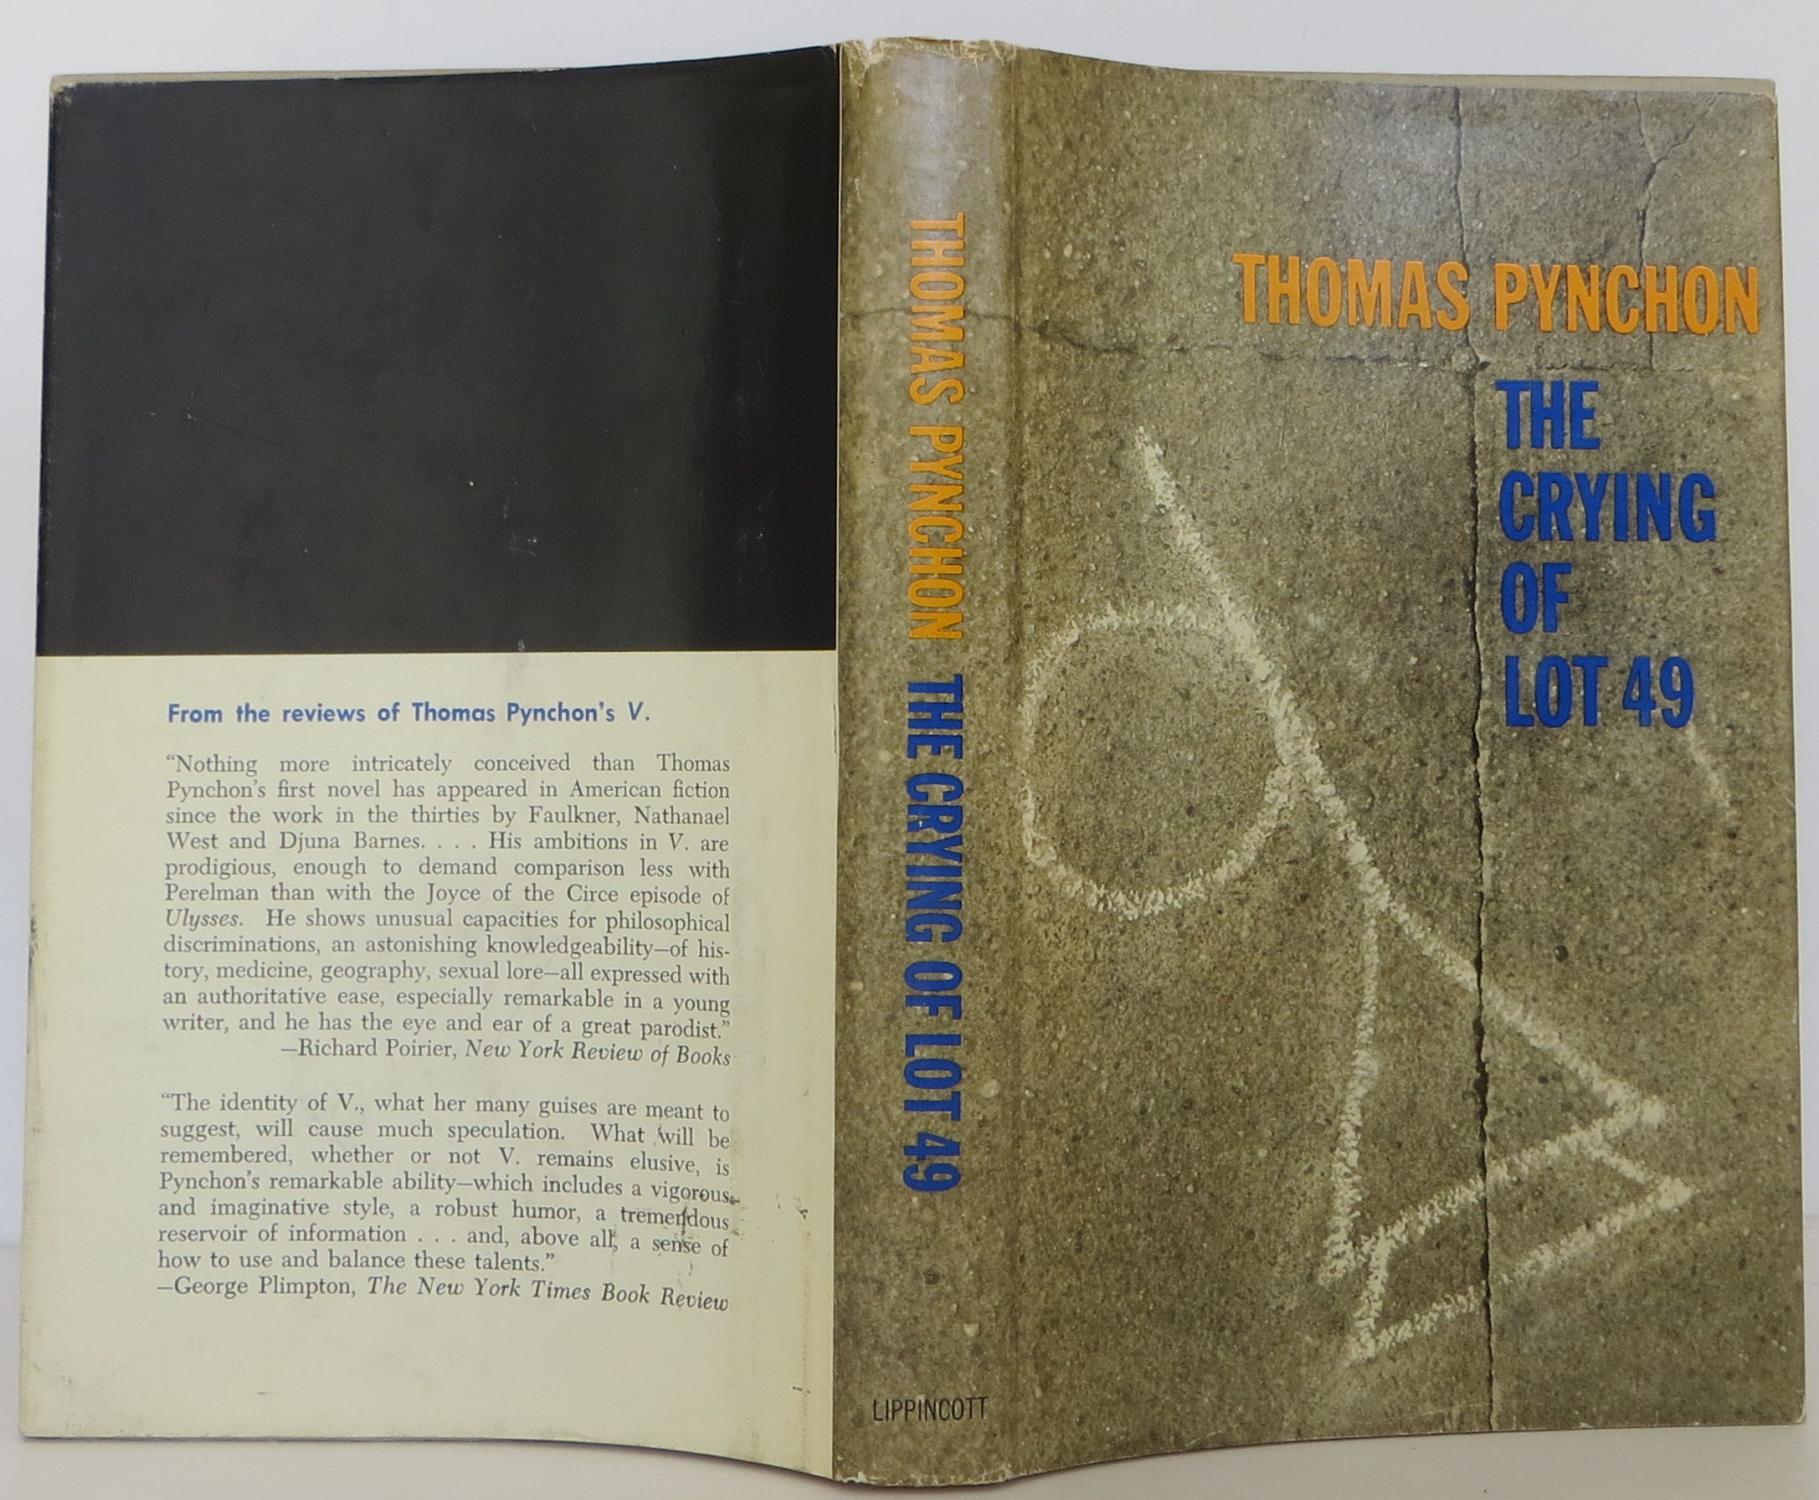 From the reviews of Thomas Pynchon's V.
“Nothing more intricately conceived than Thomas
Pynchon's first novel has appeared in American fiction
since the work in the thirties by Faulkner, Nathanael
West and Djuna Barnes. . . . His ambitions in V. are
prodigious, enough to demand comparison less with
Perelman than with the Joyce of the Circe episode of
Ulysses. He shows unusual capacities for philosophical
discriminations, an astonishing knowledgeability—of his-
tory, medicine, geography, sexual lore—all expressed with
an authoritative ease, especially remarkable in a young
writer, and he has the eye and ear of a great parodist.”
—Richard Poirier, New York Review of Books
“The identity of V., what her many guises are meant to
suggest, will cause much speculation. What will be
remembered, whether or not V. remains elusive, is
Pynchon's remarkable ability—which includes a vigorous
and imaginative style, a robust humor, a tremendous
reservoir of information . . . and, above all, a sense of
how to use and balance these talents.”
—George Plimpton, The New York Times Book Review
THOMAS PYNCHON THE CRYING OF LOT 49
LIPPINCOTT
THOMAS PYNCHON
THE
CRYING
OF
LOT 49